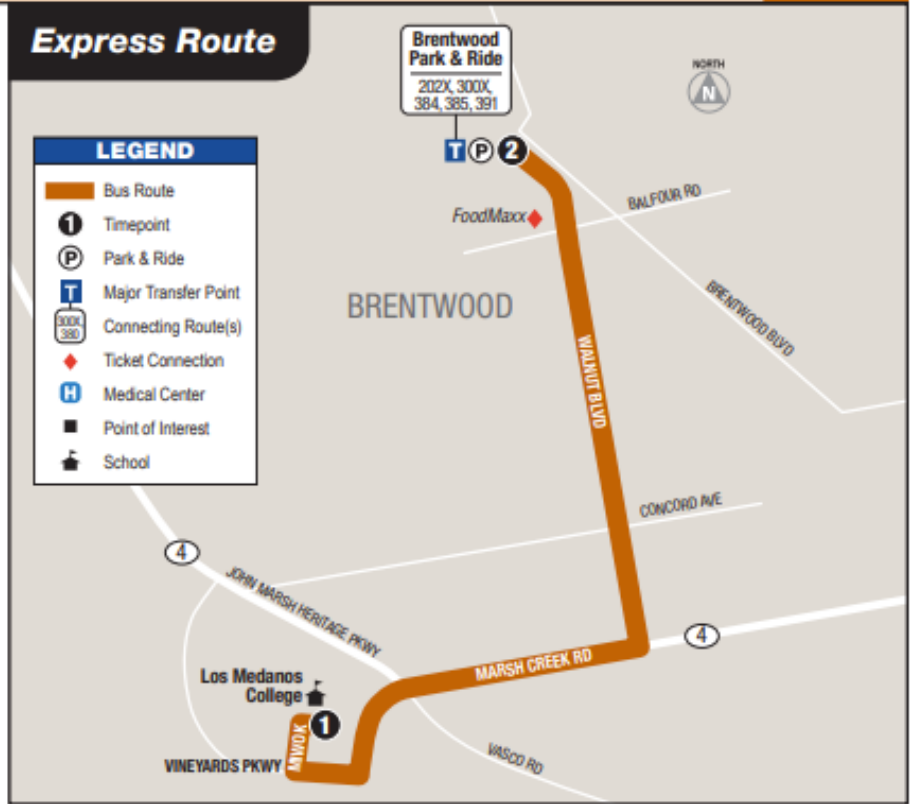 Express Route
Brentwood
Park & Ride
202X, 300X,
384, 385, 391
NORTH
N
LEGEND
Bus Route
1 Timepoint
P Park & Ride
T Major Transfer Point
300X, 380 Connecting Route(s)
Ticket Connection
H Medical Center
Point of Interest
School
T P 2
FoodMaxx
BALFOUR RD
BRENTWOOD
BRENTWOOD BLVD
WALNUT BLVD
CONCORD AVE
4
JOHN MARSH HERITAGE PKWY
4
MARSH CREEK RD
Los Medanos
College
1
MIWOK
VINEYARDS PKWY
VASCO RD